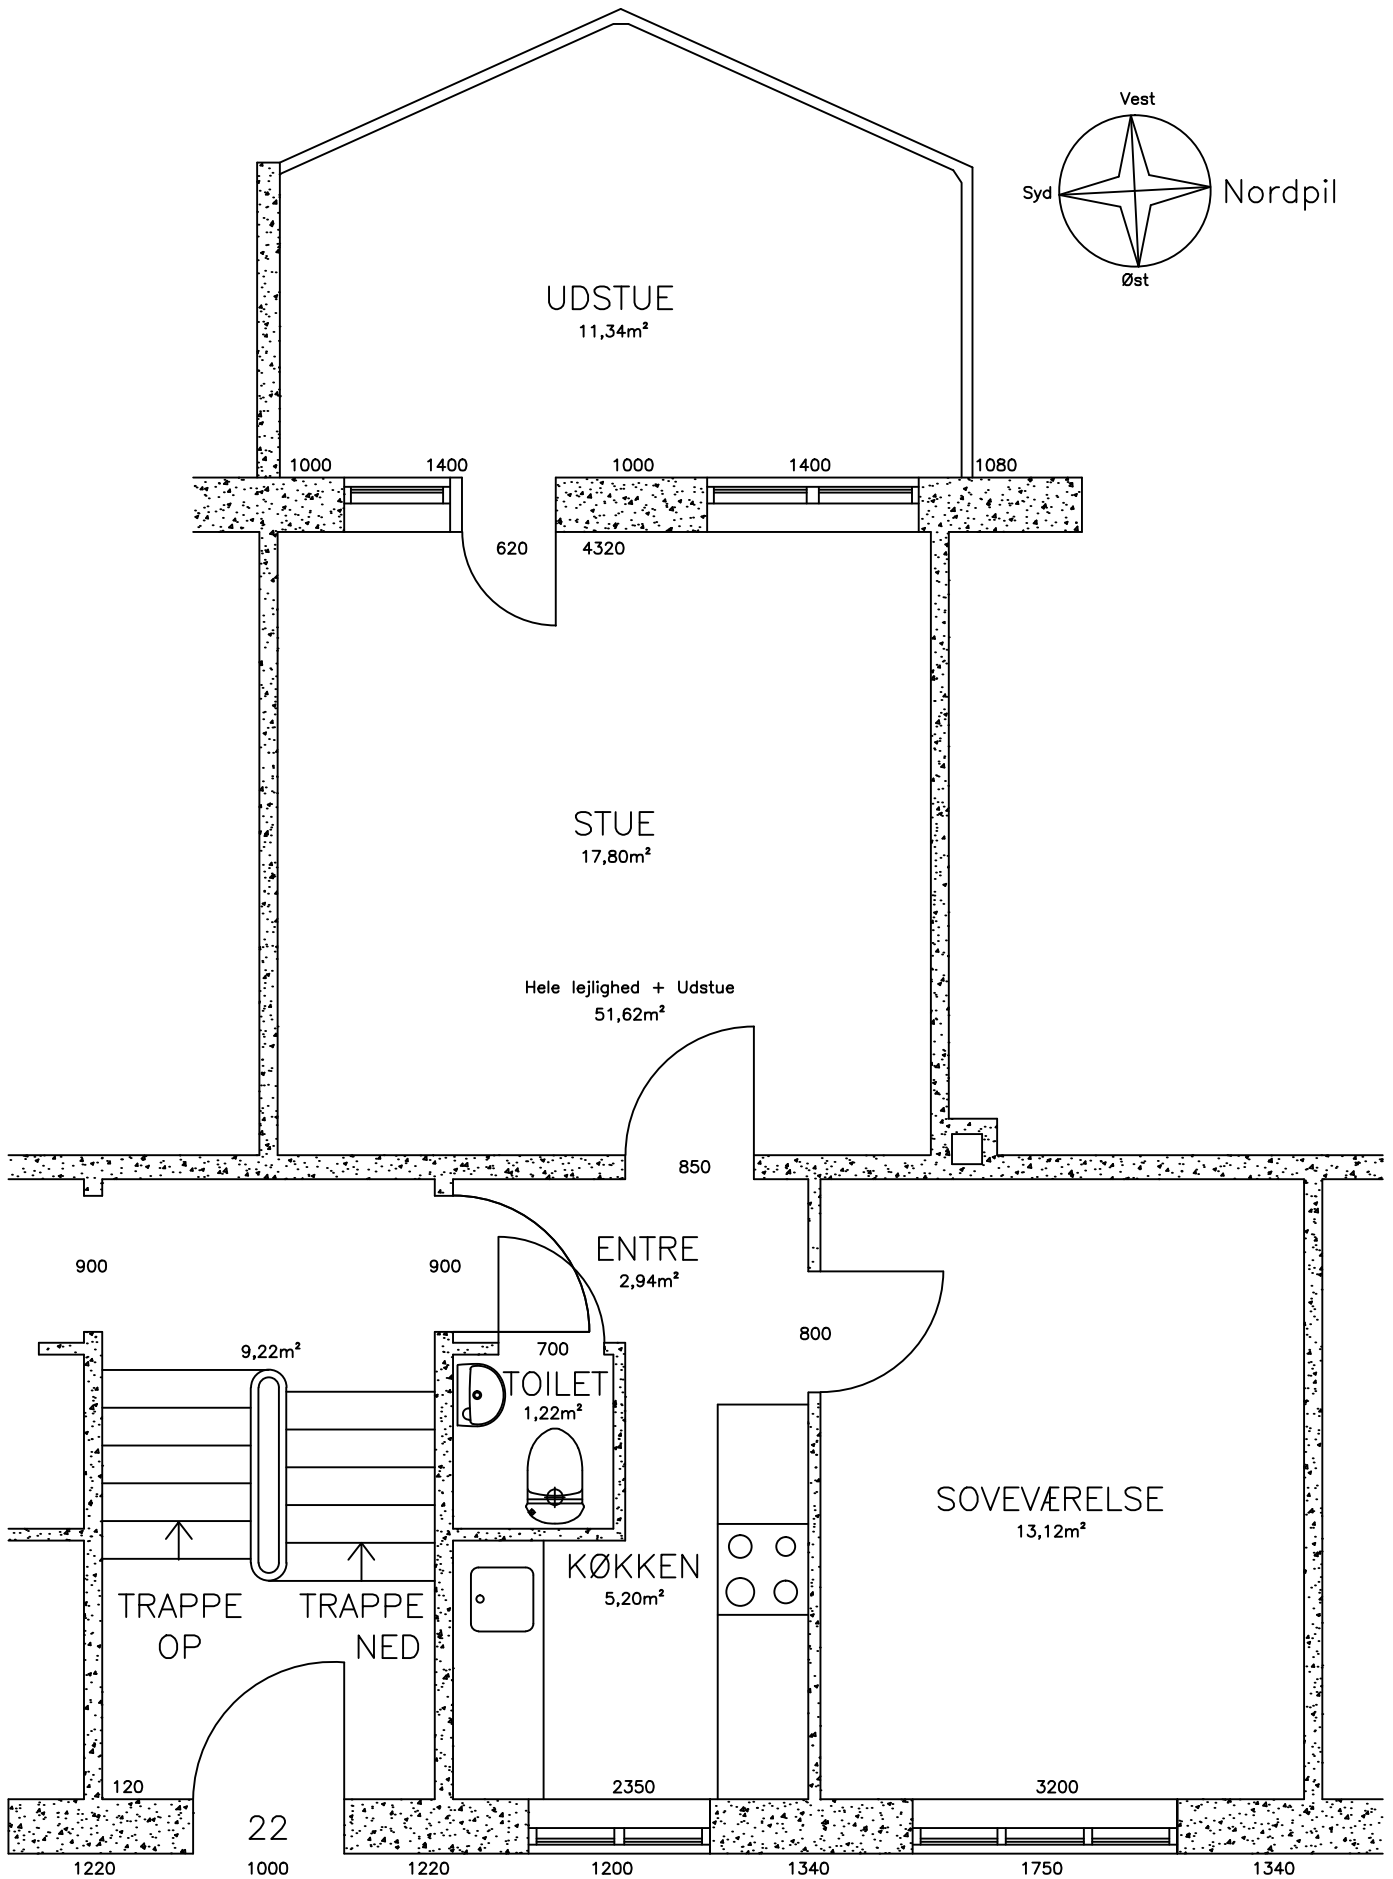 Vest
Syd
Nordpil
Øst
UDSTUE
11,34m²
1000 1400 1000 1400 1080
620 4320
STUE
17,80m²
Hele lejlighed + Udstue
51,62m²
850
ENTRE
2,94m²
900 900
800
9,22m²
700
TOILET
1,22m²
SOVEVÆRELSE
13,12m²
KØKKEN
5,20m²
TRAPPE
OP
TRAPPE
NED
120 2350 3200
22
1220 1000 1220 1200 1340 1750 1340